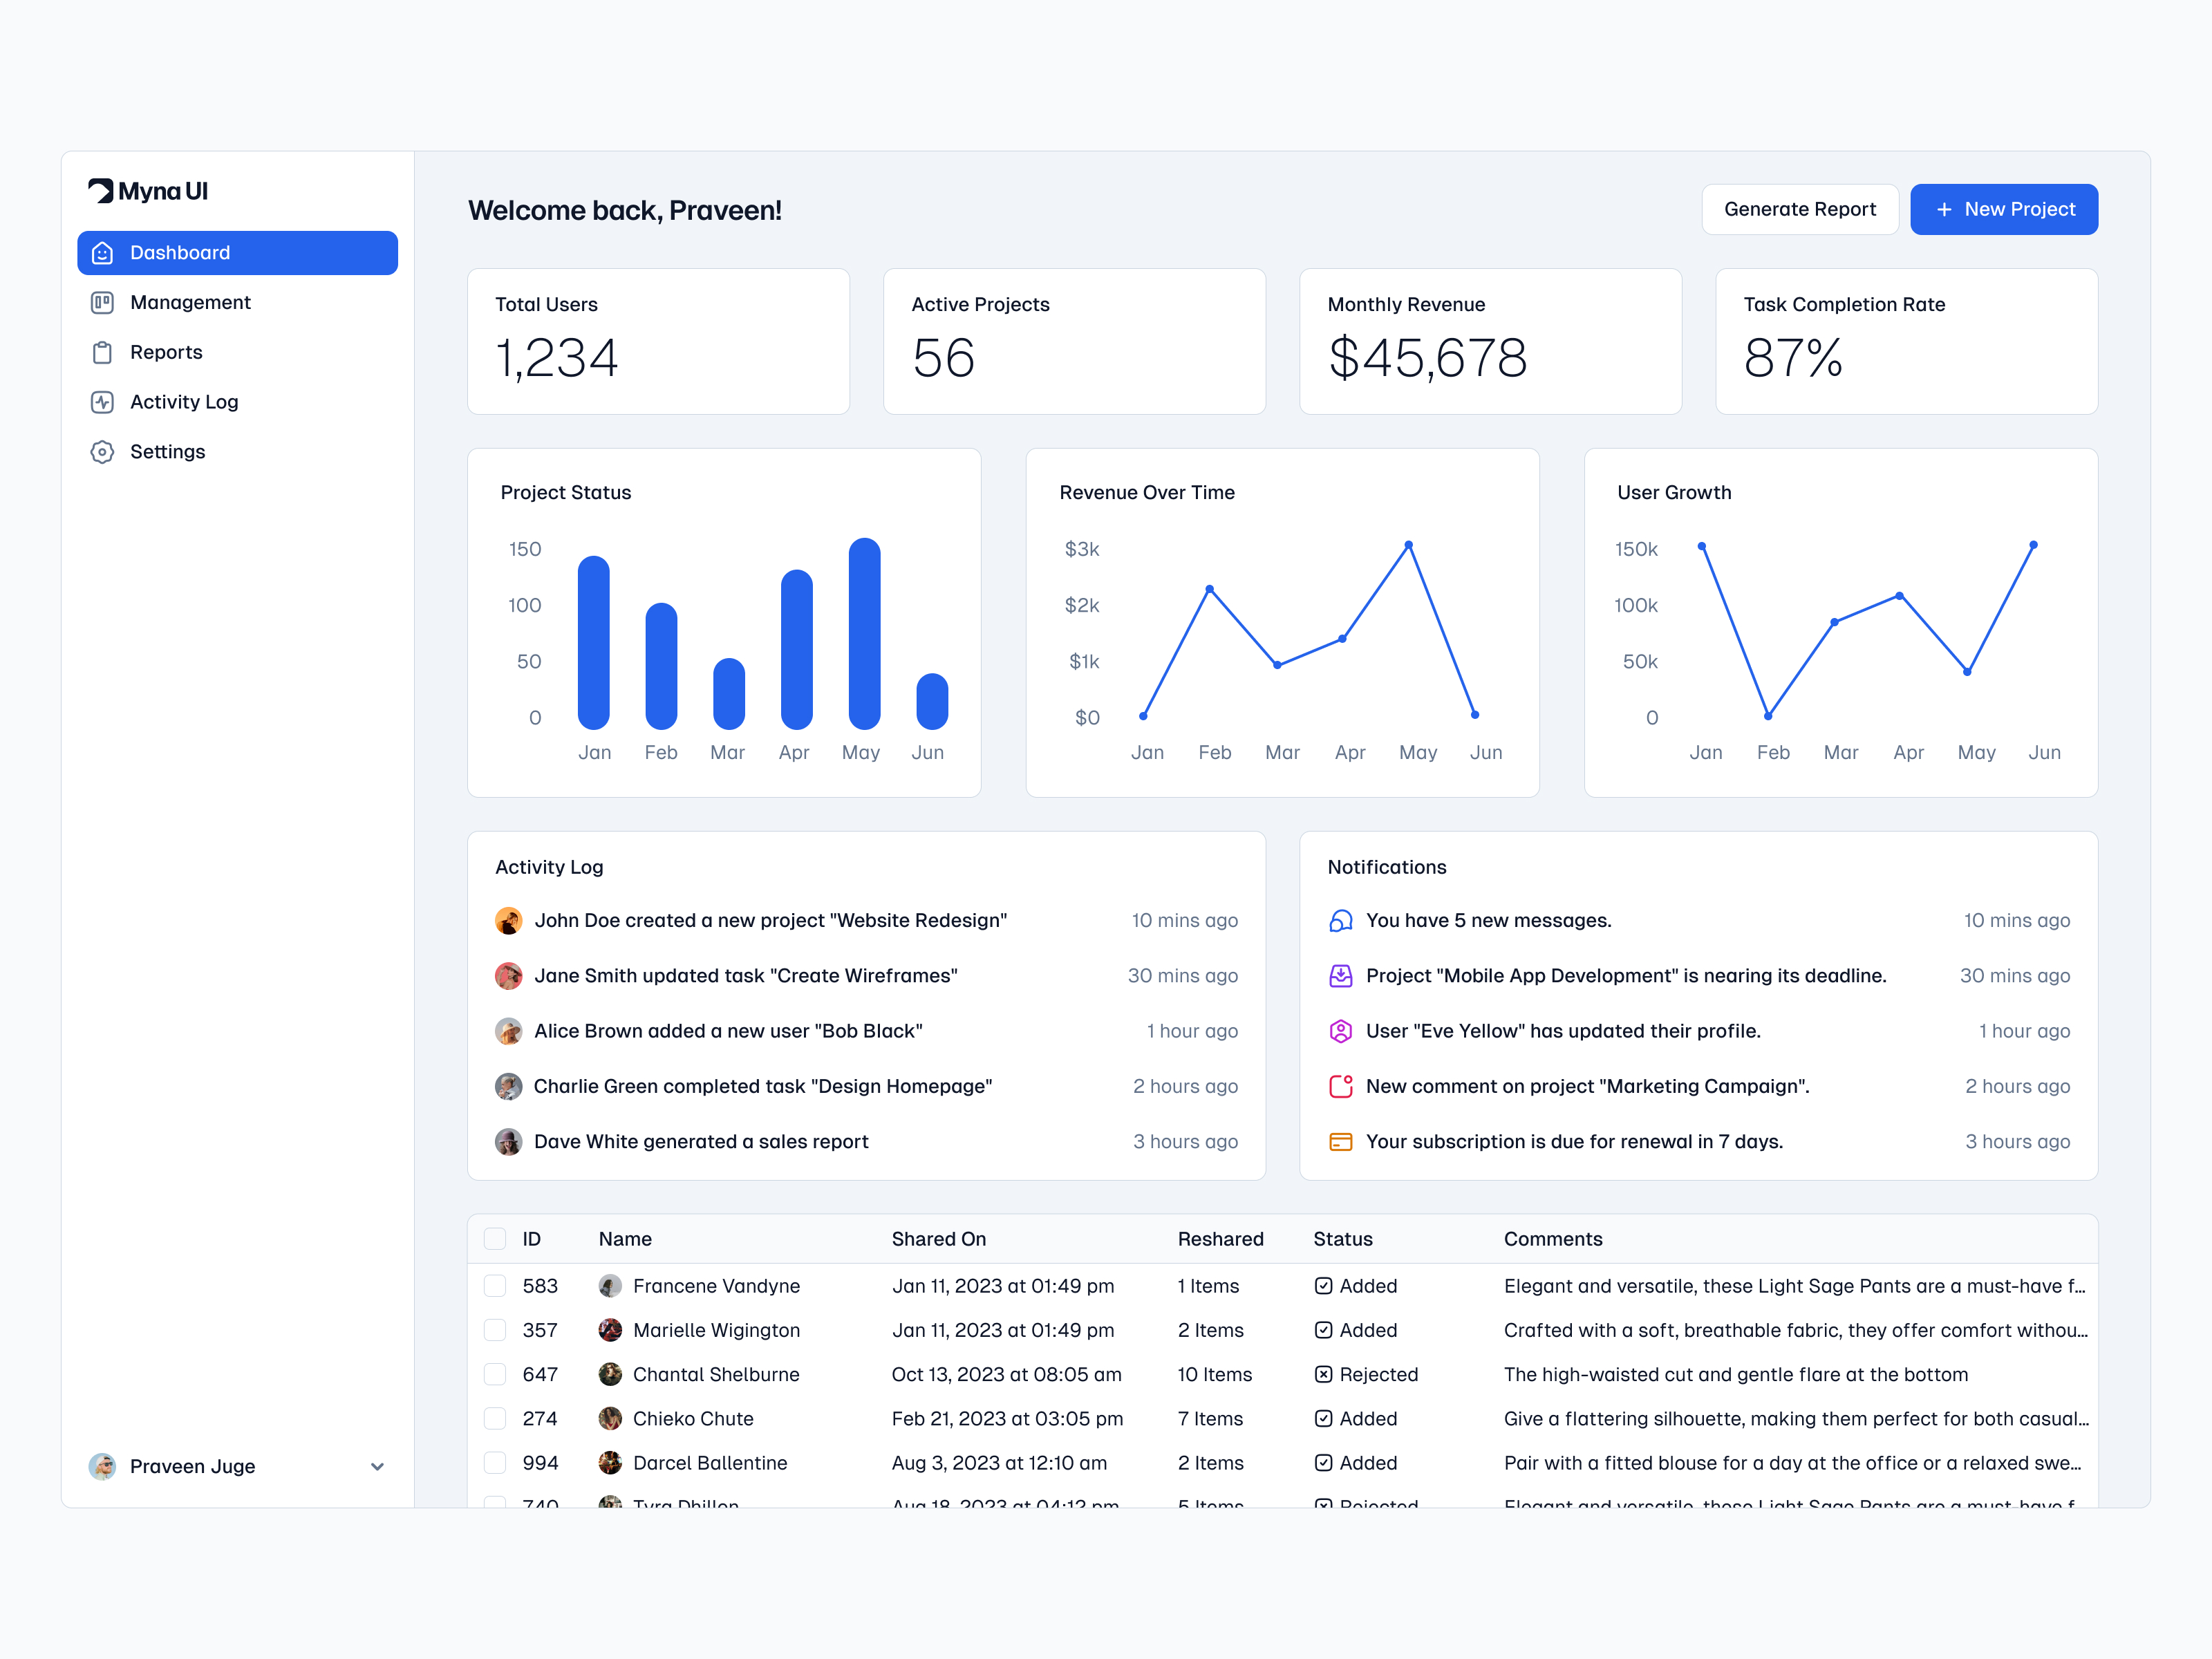 Myna UI
Dashboard
Management
Reports
Activity Log
Settings
Praveen Juge
Welcome back, Praveen!
Generate Report
+ New Project
Total Users
1,234
Active Projects
56
Monthly Revenue
$45,678
Task Completion Rate
87%
Project Status
150
100
50
0
Jan Feb Mar Apr May Jun
Revenue Over Time
$3k
$2k
$1k
$0
Jan Feb Mar Apr May Jun
User Growth
150k
100k
50k
0
Jan Feb Mar Apr May Jun
Activity Log
John Doe created a new project "Website Redesign" 10 mins ago
Jane Smith updated task "Create Wireframes" 30 mins ago
Alice Brown added a new user "Bob Black" 1 hour ago
Charlie Green completed task "Design Homepage" 2 hours ago
Dave White generated a sales report 3 hours ago
Notifications
You have 5 new messages. 10 mins ago
Project "Mobile App Development" is nearing its deadline. 30 mins ago
User "Eve Yellow" has updated their profile. 1 hour ago
New comment on project "Marketing Campaign". 2 hours ago
Your subscription is due for renewal in 7 days. 3 hours ago
ID Name Shared On Reshared Status Comments
583 Francene Vandyne Jan 11, 2023 at 01:49 pm 1 Items Added Elegant and versatile, these Light Sage Pants are a must-have f...
357 Marielle Wigington Jan 11, 2023 at 01:49 pm 2 Items Added Crafted with a soft, breathable fabric, they offer comfort withou...
647 Chantal Shelburne Oct 13, 2023 at 08:05 am 10 Items Rejected The high-waisted cut and gentle flare at the bottom
274 Chieko Chute Feb 21, 2023 at 03:05 pm 7 Items Added Give a flattering silhouette, making them perfect for both casual...
994 Darcel Ballentine Aug 3, 2023 at 12:10 am 2 Items Added Pair with a fitted blouse for a day at the office or a relaxed swe...
740 Tyra Dhillon Aug 18, 2023 at 04:12 pm 5 Items Rejected Elegant and versatile, these Light Sage Pants are a must-have f...